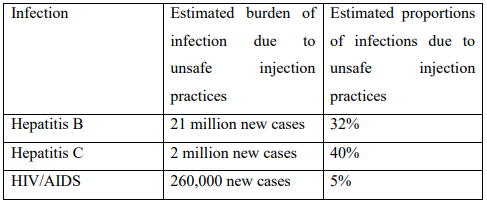 Infection
Estimated burden of
infection due to
unsafe injection
practices
Estimated proportions
of infections due to
unsafe injection
practices
Hepatitis B
21 million new cases
32%
Hepatitis C
2 million new cases
40%
HIV/AIDS
260,000 new cases
5%